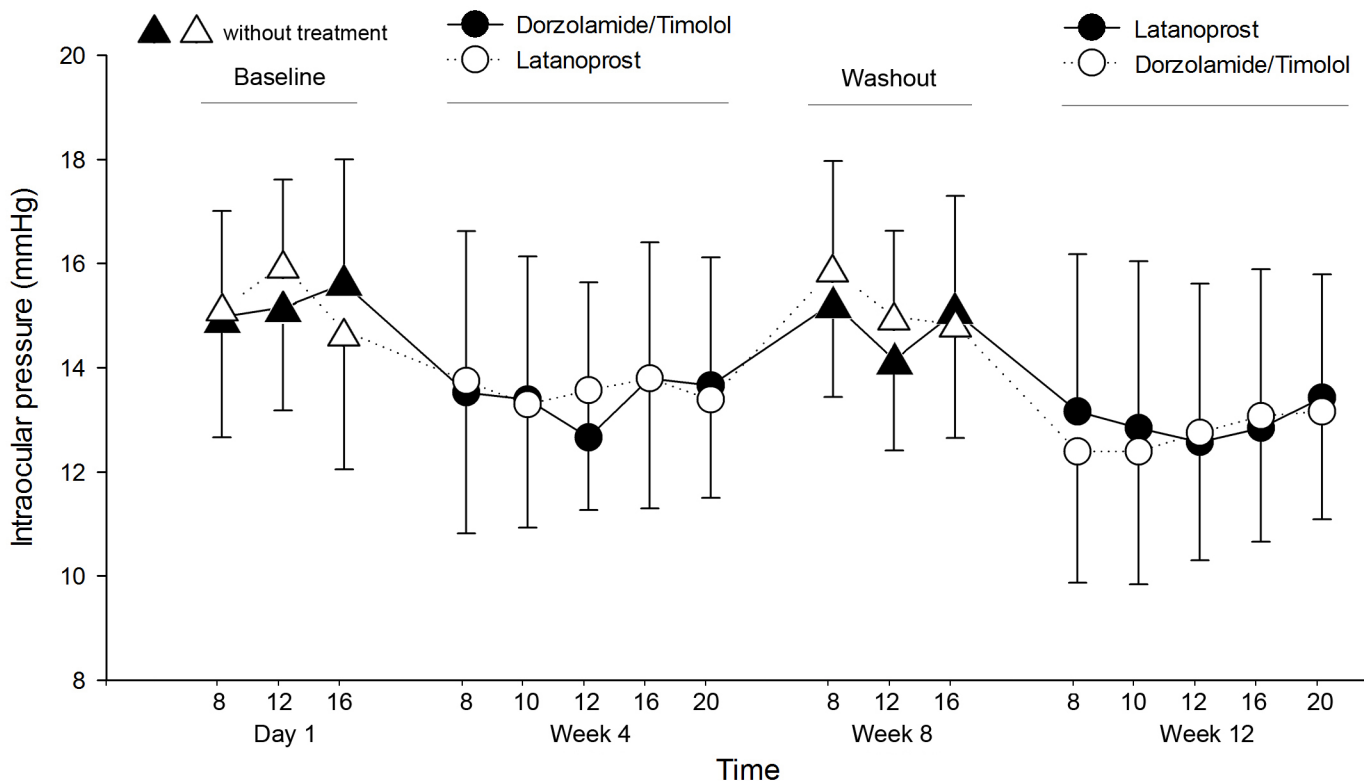 without treatment
Dorzolamide/Timolol
Latanoprost
Latanoprost
Dorzolamide/Timolol
Baseline
Washout
Intraocular pressure (mmHg)
20
18
16
14
12
10
8
8 12 16 8 10 12 16 20 8 12 16 8 10 12 16 20
Day 1 Week 4 Week 8 Week 12
Time